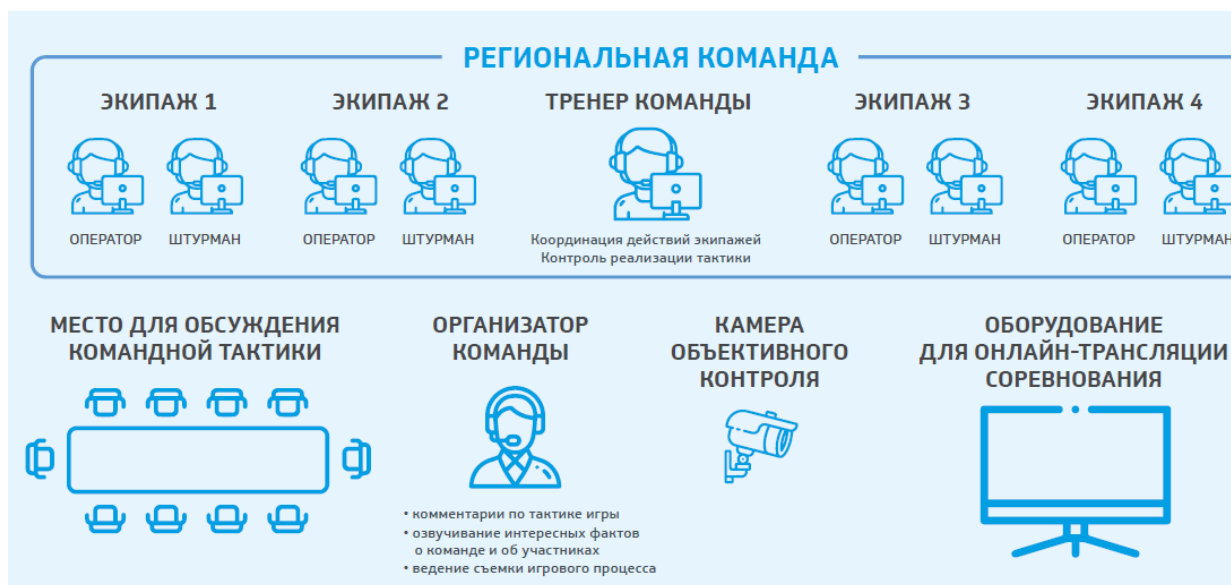 РЕГИОНАЛЬНАЯ КОМАНДА
ЭКИПАЖ 1
ЭКИПАЖ 2
ТРЕНЕР КОМАНДЫ
ЭКИПАЖ 3
ЭКИПАЖ 4
ОПЕРАТОР
ШТУРМАН
ОПЕРАТОР
ШТУРМАН
Координация действий экипажей
Контроль реализации тактики
ОПЕРАТОР
ШТУРМАН
ОПЕРАТОР
ШТУРМАН
МЕСТО ДЛЯ ОБСУЖДЕНИЯ
КОМАНДНОЙ ТАКТИКИ
ОРГАНИЗАТОР
КОМАНДЫ
• комментарии по тактике игры
• озвучивание интересных фактов
о команде и об участниках
• ведение съемки игрового процесса
КАМЕРА
ОБЪЕКТИВНОГО
КОНТРОЛЯ
ОБОРУДОВАНИЕ
ДЛЯ ОНЛАЙН-ТРАНСЛЯЦИИ
СОРЕВНОВАНИЯ